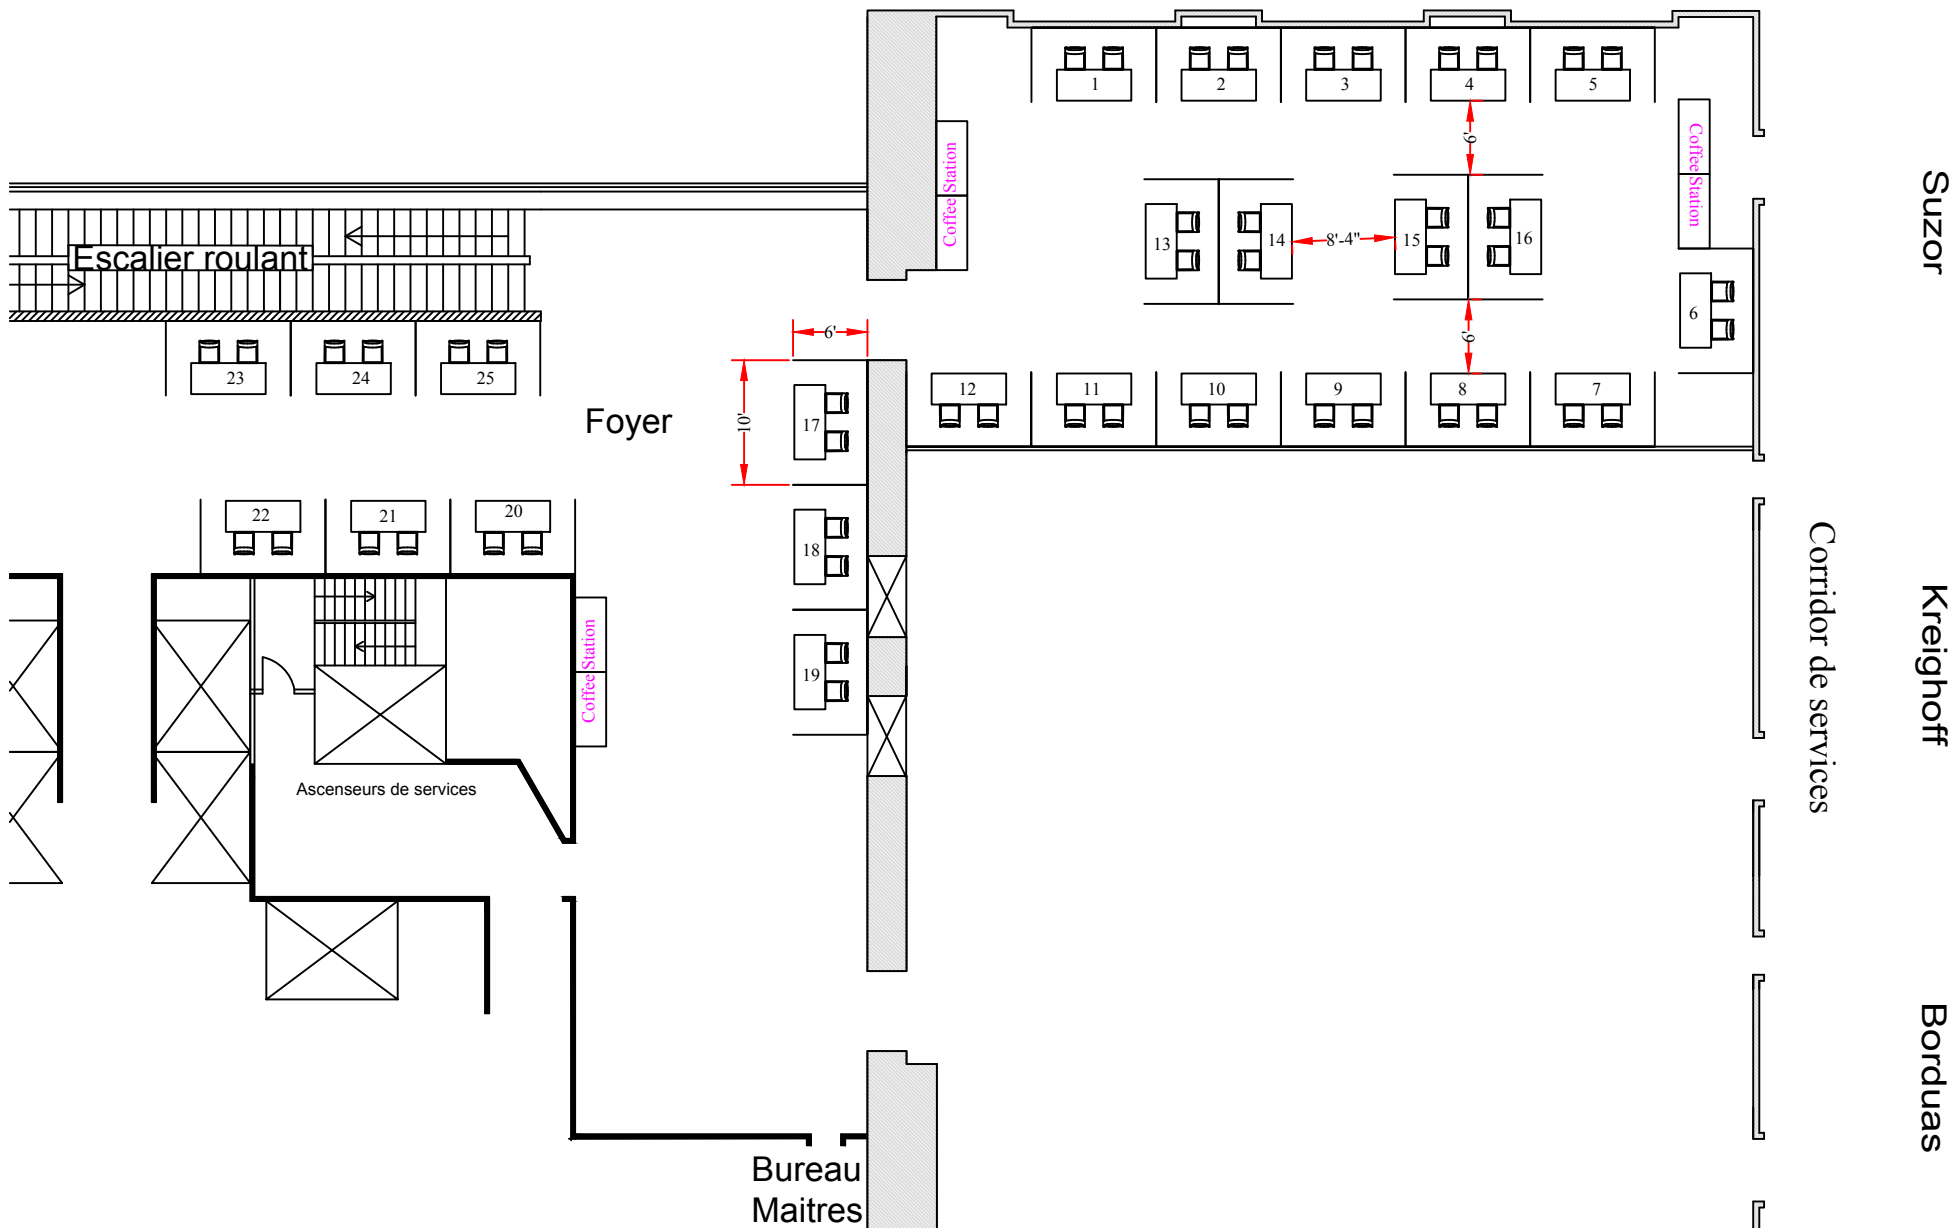 1
2
3
4
5
6'
Coffee Station
Coffee Station
Suzor
13
14
8'-4"
15
16
Escalier roulant
6
6'
6'
23
24
25
12
11
10
9
8
7
Foyer
10'
17
22
21
20
18
19
Coffee Station
Corridor de services
Kreighoff
Ascenseurs de services
Borduas
Bureau
Maitres